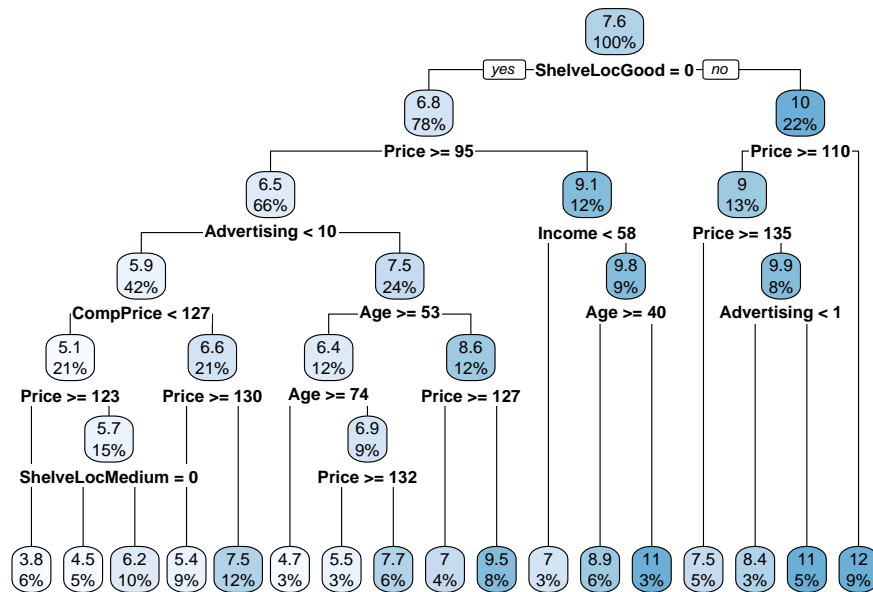 7.6
100%
yes ShelveLocGood = 0 no
6.8 10
78% 22%
Price >= 95 Price >= 110
6.5 9.1 9
66% 12% 13%
Advertising < 10 Income < 58 Price >= 135
5.9 7.5 9.8 9.9
42% 24% 9% 8%
CompPrice < 127 Age >= 53 Age >= 40 Advertising < 1
5.1 6.6 6.4 8.6
21% 21% 12% 12%
Price >= 123 Price >= 130 Age >= 74 Price >= 127
5.7 6.9
15% 9%
ShelveLocMedium = 0 Price >= 132
3.8 4.5 6.2 5.4 7.5 4.7 5.5 7.7 7 9.5 7 8.9 11 7.5 8.4 11 12
6% 5% 10% 9% 12% 3% 3% 6% 4% 8% 3% 6% 3% 5% 3% 5% 9%